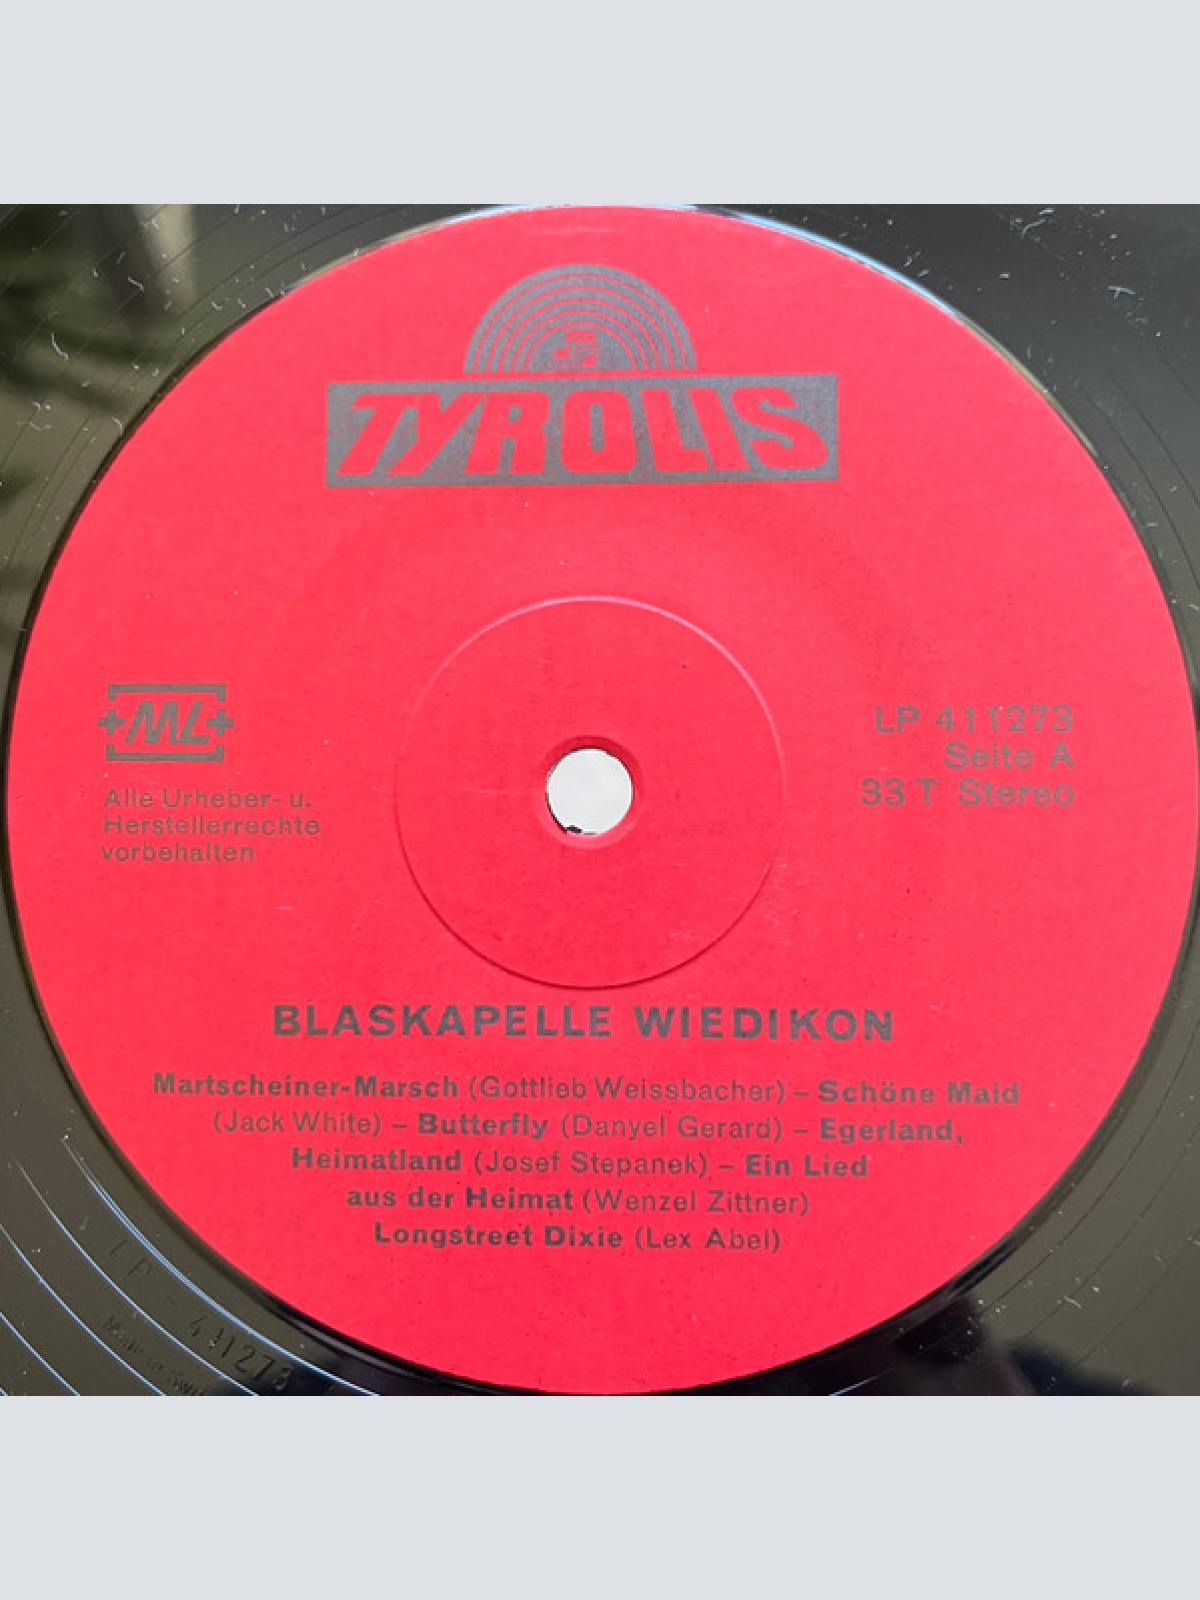 TYROLIS
+ML+
Alle Urheber- u.
Herstellerrechte
vorbehalten
LP 411273
Seite A
33 T Stereo
BLASKAPELLE WIEDIKON
Martscheiner-Marsch (Gottlieb Weissbacher) – Schöne Maid
(Jack White) – Butterfly (Danyel Gerard) – Egerland,
Heimatland (Josef Stepanek) – Ein Lied
aus der Heimat (Wenzel Zittner)
Longstreet Dixie (Lex Abel)
LP 411273